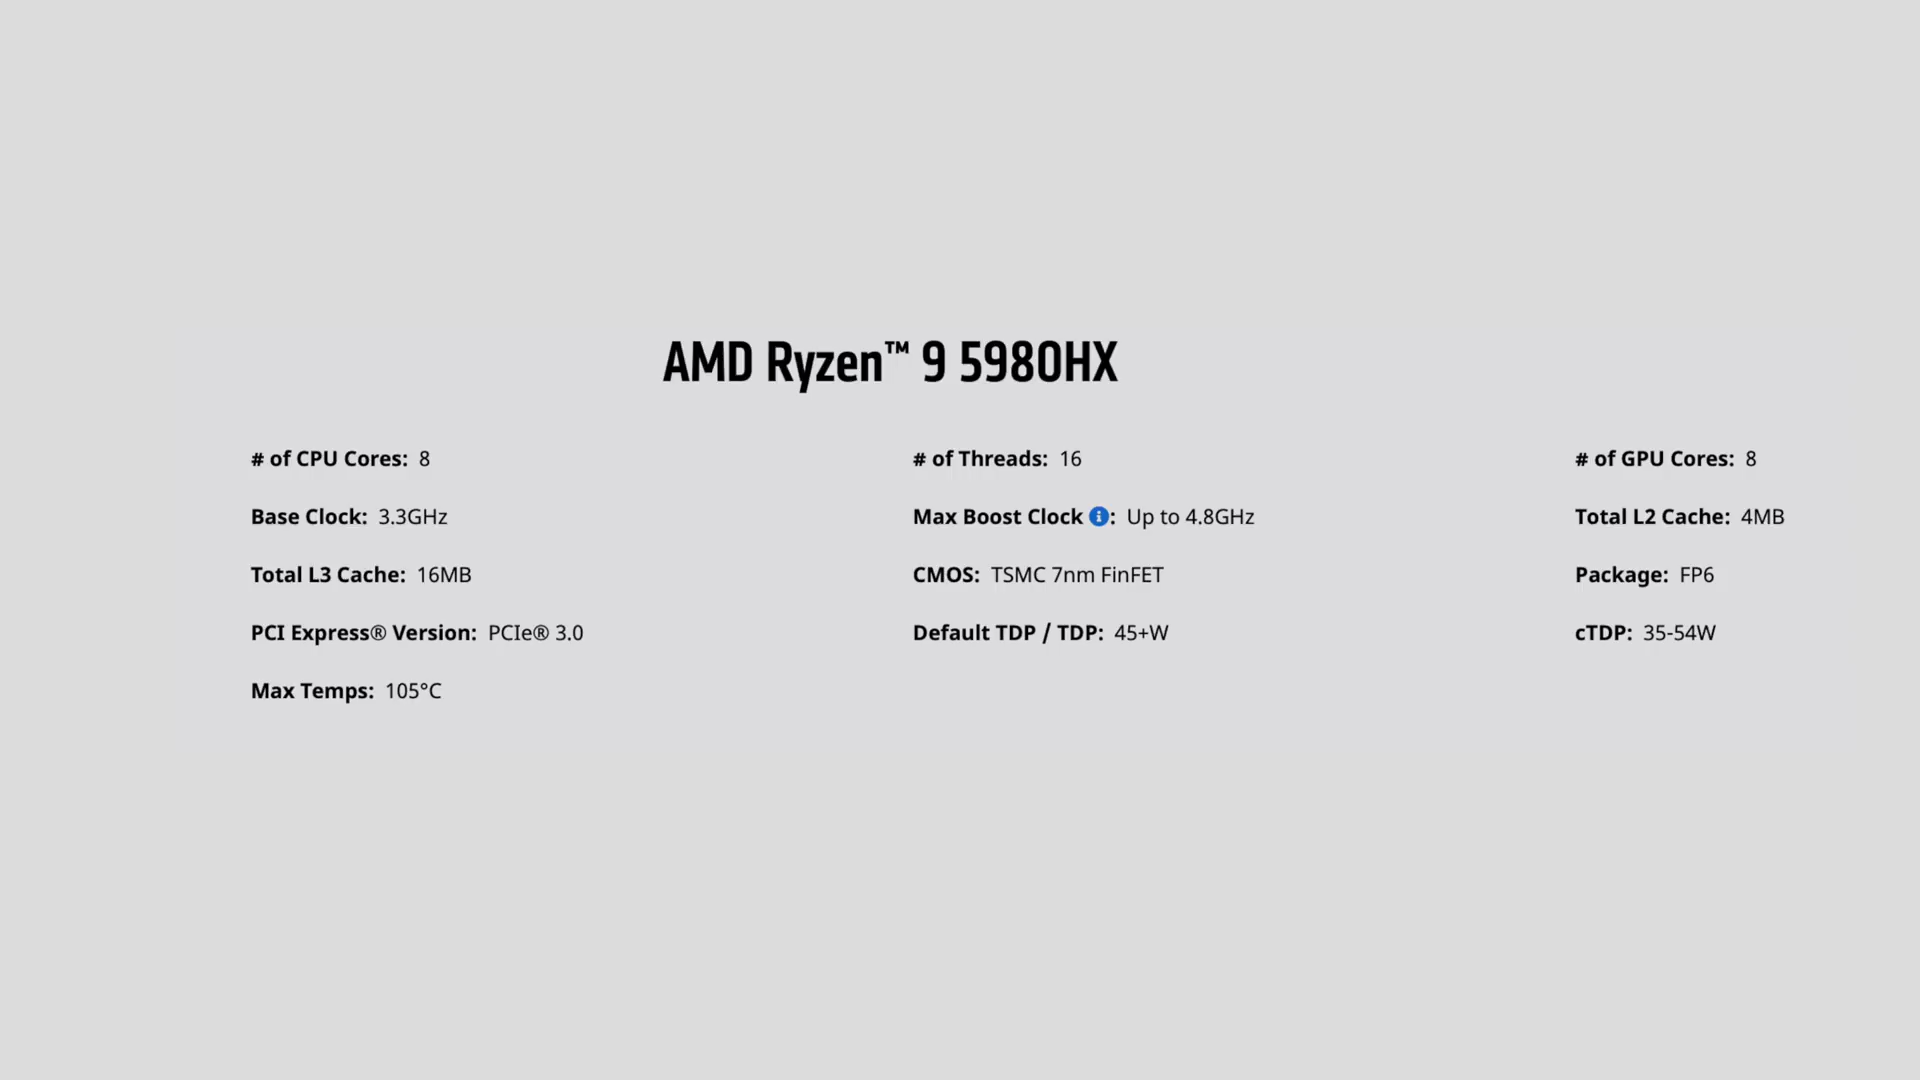 AMD Ryzen™ 9 5980HX
# of CPU Cores: 8 # of Threads: 16 # of GPU Cores: 8
Base Clock: 3.3GHz Max Boost Clock i: Up to 4.8GHz Total L2 Cache: 4MB
Total L3 Cache: 16MB CMOS: TSMC 7nm FinFET Package: FP6
PCI Express® Version: PCIe® 3.0 Default TDP / TDP: 45+W cTDP: 35-54W
Max Temps: 105°C